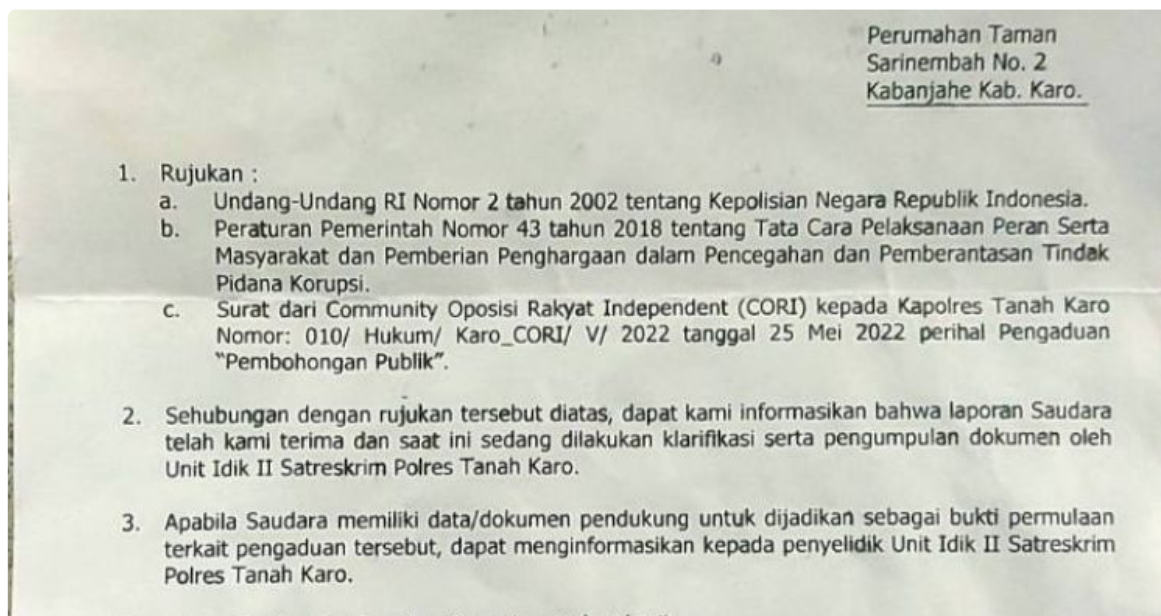 Perumahan Taman
Sarinembah No. 2
Kabanjahe Kab. Karo.
1. Rujukan :
a. Undang-Undang RI Nomor 2 tahun 2002 tentang Kepolisian Negara Republik Indonesia.
b. Peraturan Pemerintah Nomor 43 tahun 2018 tentang Tata Cara Pelaksanaan Peran Serta
Masyarakat dan Pemberian Penghargaan dalam Pencegahan dan Pemberantasan Tindak
Pidana Korupsi.
c. Surat dari Community Oposisi Rakyat Independent (CORI) kepada Kapolres Tanah Karo
Nomor: 010/ Hukum/ Karo_CORI/ V/ 2022 tanggal 25 Mei 2022 perihal Pengaduan
“Pembohongan Publik”.
2. Sehubungan dengan rujukan tersebut diatas, dapat kami informasikan bahwa laporan Saudara
telah kami terima dan saat ini sedang dilakukan klarifikasi serta pengumpulan dokumen oleh
Unit Idik II Satreskrim Polres Tanah Karo.
3. Apabila Saudara memiliki data/dokumen pendukung untuk dijadikan sebagai bukti permulaan
terkait pengaduan tersebut, dapat menginformasikan kepada penyelidik Unit Idik II Satreskrim
Polres Tanah Karo.